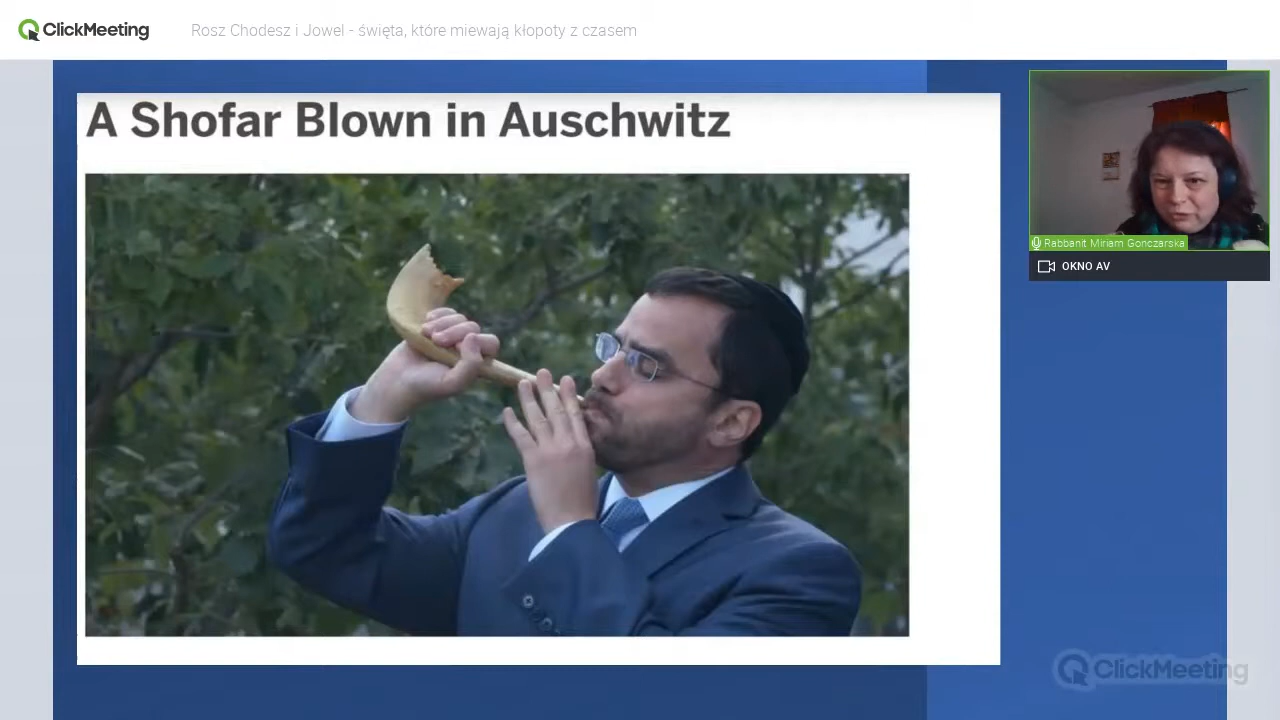 ClickMeeting
Rosz Chodesz i Jowel - święta, które miewają kłopoty z czasem
A Shofar Blown in Auschwitz
Rabbanit Miriam Gonczarska
OKNO AV
ClickMeeting